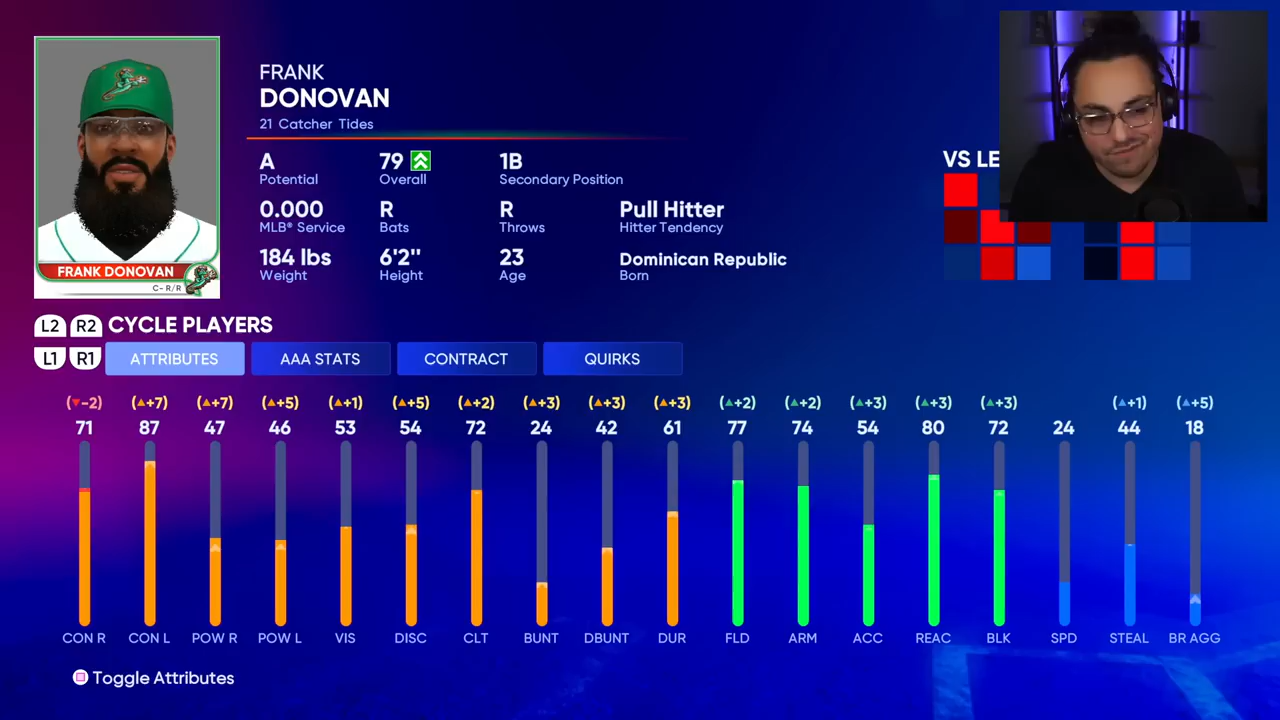 FRANK
DONOVAN
21 Catcher Tides
A
Potential
79
Overall
1B
Secondary Position
0.000
MLB® Service
R
Bats
R
Throws
Pull Hitter
Hitter Tendency
184 lbs
Weight
6'2"
Height
23
Age
Dominican Republic
Born
VS LE
FRANK DONOVAN
C- R/R
L2 R2 CYCLE PLAYERS
L1 R1 ATTRIBUTES AAA STATS CONTRACT QUIRKS
(▼-2) (▲+7) (▲+7) (▲+5) (▲+1) (▲+5) (▲+2) (▲+3) (▲+3) (▲+3) (▲+2) (▲+2) (▲+3) (▲+3) (▲+3) (▲+1) (▲+5)
71 87 47 46 53 54 72 24 42 61 77 74 54 80 72 24 44 18
CON R CON L POW R POW L VIS DISC CLT BUNT DBUNT DUR FLD ARM ACC REAC BLK SPD STEAL BR AGG
Toggle Attributes